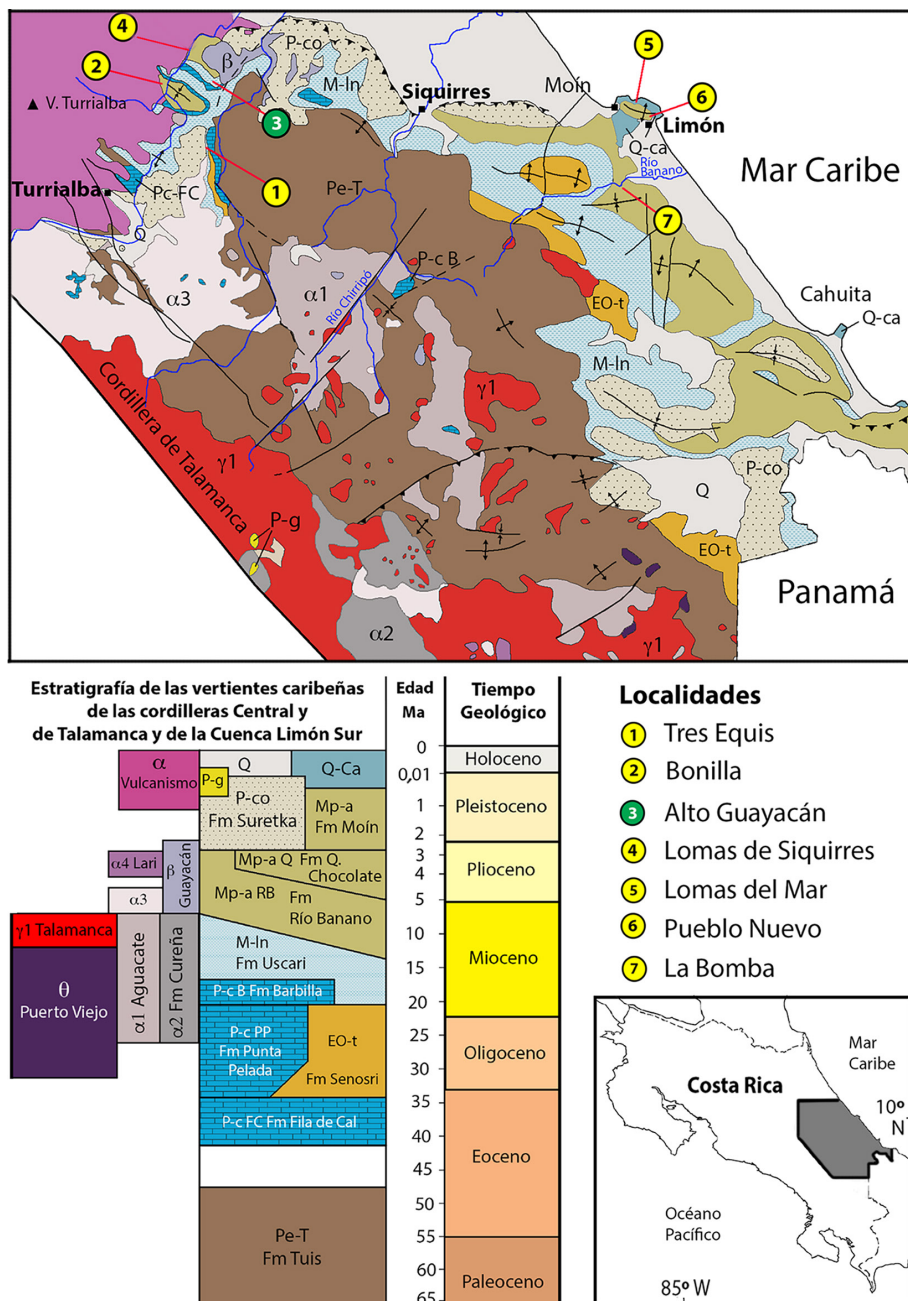 4
5
2
β
P-co
M-In
Siquirres
Moín
6
▲ V. Turrialba
3
Limón
Q-ca
Río
Banano
Mar Caribe
Turrialba
Pc-FC
1
Pe-T
7
Q
α3
α1
Río Chirripó
P-c B
EO-t
Cahuita
Q-ca
M-In
Cordillera de Talamanca
γ1
γ1
P-co
Q
P-g
EO-t
Panamá
α2
γ1
Estratigrafía de las vertientes caribeñas
de las cordilleras Central y
de Talamanca y de la Cuenca Limón Sur
Edad
Ma
Tiempo
Geológico
α
Vulcanismo
Q
Q-Ca
P-g
P-co
Fm Suretka
Mp-a
Fm Moín
α4 Lari
β
Guayacán
Mp-a Q Fm Q.
Chocolate
α3
Mp-a RB Fm
Río Banano
γ1 Talamanca
θ
Puerto Viejo
α1 Aguacate
α2 Fm Cureña
M-In
Fm Uscari
P-c B Fm Barbilla
P-c PP
Fm Punta
Pelada
EO-t
Fm Senosri
P-c FC Fm Fila de Cal
Pe-T
Fm Tuis
0
0,01
1
2
3
4
5
10
15
20
25
30
35
40
45
50
55
60
65
Holoceno
Pleistoceno
Plioceno
Mioceno
Oligoceno
Eoceno
Paleoceno
Localidades
1 Tres Equis
2 Bonilla
3 Alto Guayacán
4 Lomas de Siquirres
5 Lomas del Mar
6 Pueblo Nuevo
7 La Bomba
Mar
Caribe
Costa Rica
10º
N
Océano
Pacífico
85º W